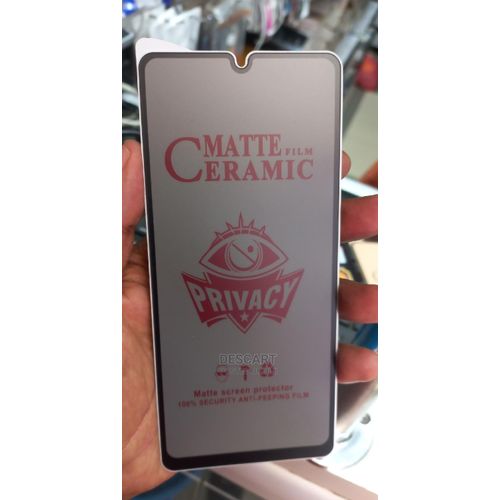 MATTE FILM
CERAMIC
PRIVACY
DESCART
Matte screen protector
100% SECURITY ANTI-PEEPING FILM